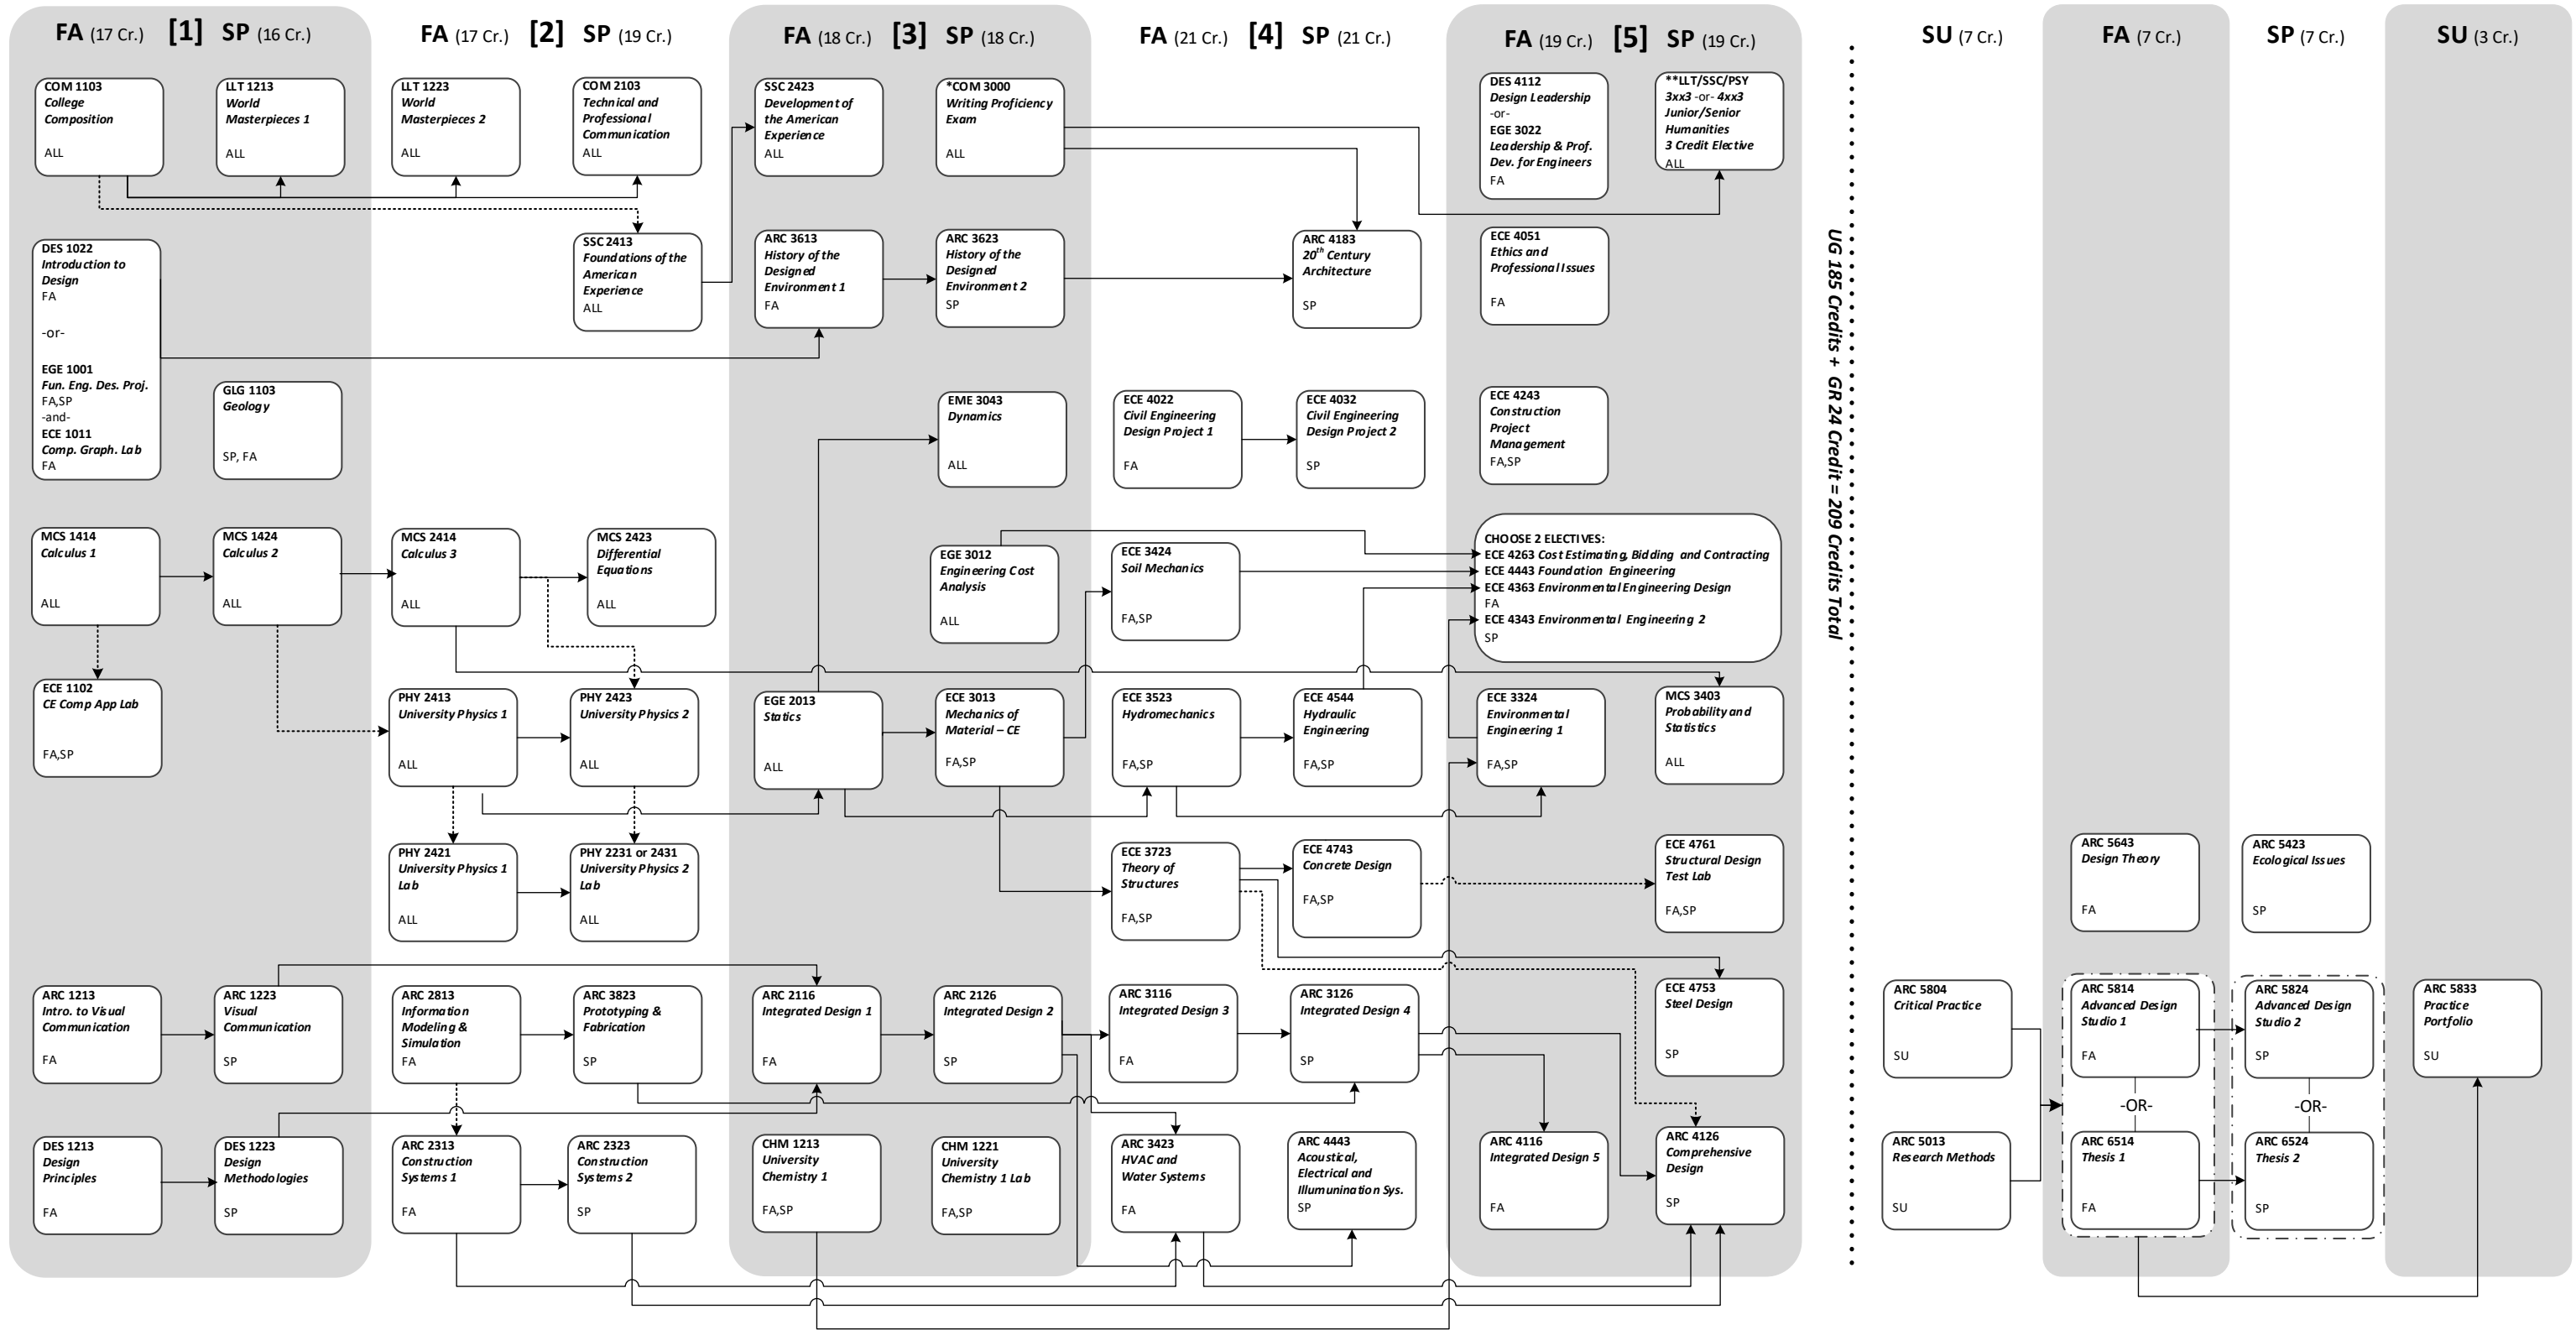 FA (17 Cr.) [1] SP (16 Cr.)
FA (17 Cr.) [2] SP (19 Cr.)
FA (18 Cr.) [3] SP (18 Cr.)
FA (21 Cr.) [4] SP (21 Cr.)
FA (19 Cr.) [5] SP (19 Cr.)
SU (7 Cr.)
FA (7 Cr.)
SP (7 Cr.)
SU (3 Cr.)
COM 1103
College
Composition
ALL
LLT 1213
World
Masterpieces 1
ALL
LLT 1223
World
Masterpieces 2
ALL
COM 2103
Technical and
Professional
Communication
ALL
SSC 2423
Development of
the American
Experience
ALL
*COM 3000
Writing Proficiency
Exam
ALL
DES 4112
Design Leadership
-or-
EGE 3022
Leadership & Prof.
Dev. for Engineers
FA
**LLT/SSC/PSY
3xx3 -or- 4xx3
Junior/Senior
Humanities
3 Credit Elective
ALL
DES 1022
Introduction to
Design
FA
-or-
EGE 1001
Fun. Eng. Des. Proj.
FA,SP
-and-
ECE 1011
Comp. Graph. Lab
FA
SSC 2413
Foundations of the
American
Experience
ALL
ARC 3613
History of the
Designed
Environment 1
FA
ARC 3623
History of the
Designed
Environment 2
SP
ARC 4183
20th Century
Architecture
SP
ECE 4051
Ethics and
Professional Issues
FA
UG 185 Credits + GR 24 Credit = 209 Credits Total
GLG 1103
Geology
SP, FA
EME 3043
Dynamics
ALL
ECE 4022
Civil Engineering
Design Project 1
FA
ECE 4032
Civil Engineering
Design Project 2
SP
ECE 4243
Construction
Project
Management
FA,SP
MCS 1414
Calculus 1
ALL
MCS 1424
Calculus 2
ALL
MCS 2414
Calculus 3
ALL
MCS 2423
Differential
Equations
ALL
EGE 3012
Engineering Cost
Analysis
ALL
ECE 3424
Soil Mechanics
FA,SP
CHOOSE 2 ELECTIVES:
ECE 4263 Cost Estimating, Bidding and Contracting
ECE 4443 Foundation Engineering
ECE 4363 Environmental Engineering Design
FA
ECE 4343 Environmental Engineering 2
SP
ECE 1102
CE Comp App Lab
FA,SP
PHY 2413
University Physics 1
ALL
PHY 2423
University Physics 2
ALL
EGE 2013
Statics
ALL
ECE 3013
Mechanics of
Material – CE
FA,SP
ECE 3523
Hydromechanics
FA,SP
ECE 4544
Hydraulic
Engineering
FA,SP
ECE 3324
Environmental
Engineering 1
FA,SP
MCS 3403
Probability and
Statistics
ALL
PHY 2421
University Physics 1
Lab
ALL
PHY 2231 or 2431
University Physics 2
Lab
ALL
ECE 3723
Theory of
Structures
FA,SP
ECE 4743
Concrete Design
FA,SP
ECE 4761
Structural Design
Test Lab
FA,SP
ARC 5643
Design Theory
FA
ARC 5423
Ecological Issues
SP
ARC 1213
Intro. to Visual
Communication
FA
ARC 1223
Visual
Communication
SP
ARC 2813
Information
Modeling &
Simulation
FA
ARC 3823
Prototyping &
Fabrication
SP
ARC 2116
Integrated Design 1
FA
ARC 2126
Integrated Design 2
SP
ARC 3116
Integrated Design 3
FA
ARC 3126
Integrated Design 4
SP
ECE 4753
Steel Design
SP
ARC 5804
Critical Practice
SU
ARC 5814
Advanced Design
Studio 1
FA
-OR-
ARC 5824
Advanced Design
Studio 2
SP
-OR-
ARC 5833
Practice
Portfolio
SU
DES 1213
Design
Principles
FA
DES 1223
Design
Methodologies
SP
ARC 2313
Construction
Systems 1
FA
ARC 2323
Construction
Systems 2
SP
CHM 1213
University
Chemistry 1
FA,SP
CHM 1221
University
Chemistry 1 Lab
FA,SP
ARC 3423
HVAC and
Water Systems
FA
ARC 4443
Acoustical,
Electrical and
Illumunination Sys.
SP
ARC 4116
Integrated Design 5
FA
ARC 4126
Comprehensive
Design
SP
ARC 5013
Research Methods
SU
ARC 6514
Thesis 1
FA
ARC 6524
Thesis 2
SP